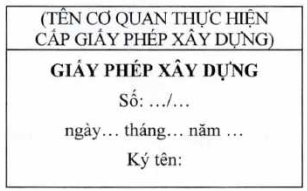 (TÊN CƠ QUAN THỰC HIỆN
CẤP GIẤY PHÉP XÂY DỰNG)
GIẤY PHÉP XÂY DỰNG
Số: .../...
ngày... tháng... năm ...
Ký tên: